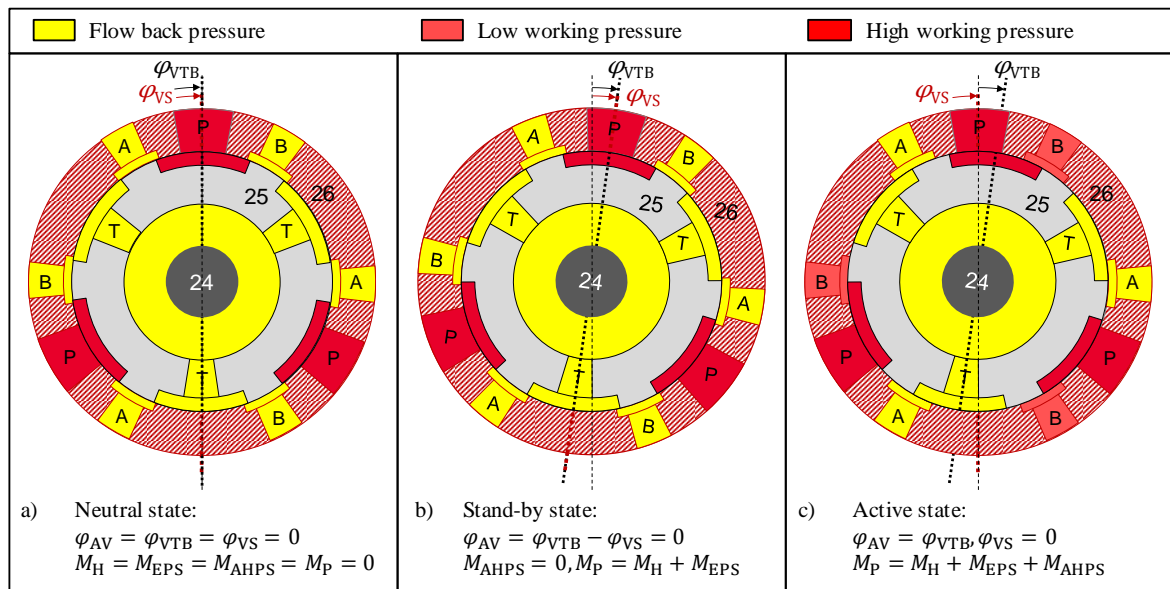 Flow back pressure
Low working pressure
High working pressure
φVTB
φVS
P
A
B
26
25
T
T
B
24
A
P
P
T
A
B
a) Neutral state:
φAV = φVTB = φVS = 0
MH = MEPS = MAHPS = MP = 0
φVTB
φVS
P
A
B
25
26
T
T
B
24
A
P
P
T
A
B
b) Stand-by state:
φAV = φVTB − φVS = 0
MAHPS = 0, MP = MH + MEPS
φVTB
φVS
P
A
B
26
25
T
T
B
24
A
P
P
T
A
B
c) Active state:
φAV = φVTB, φVS = 0
MP = MH + MEPS + MAHPS